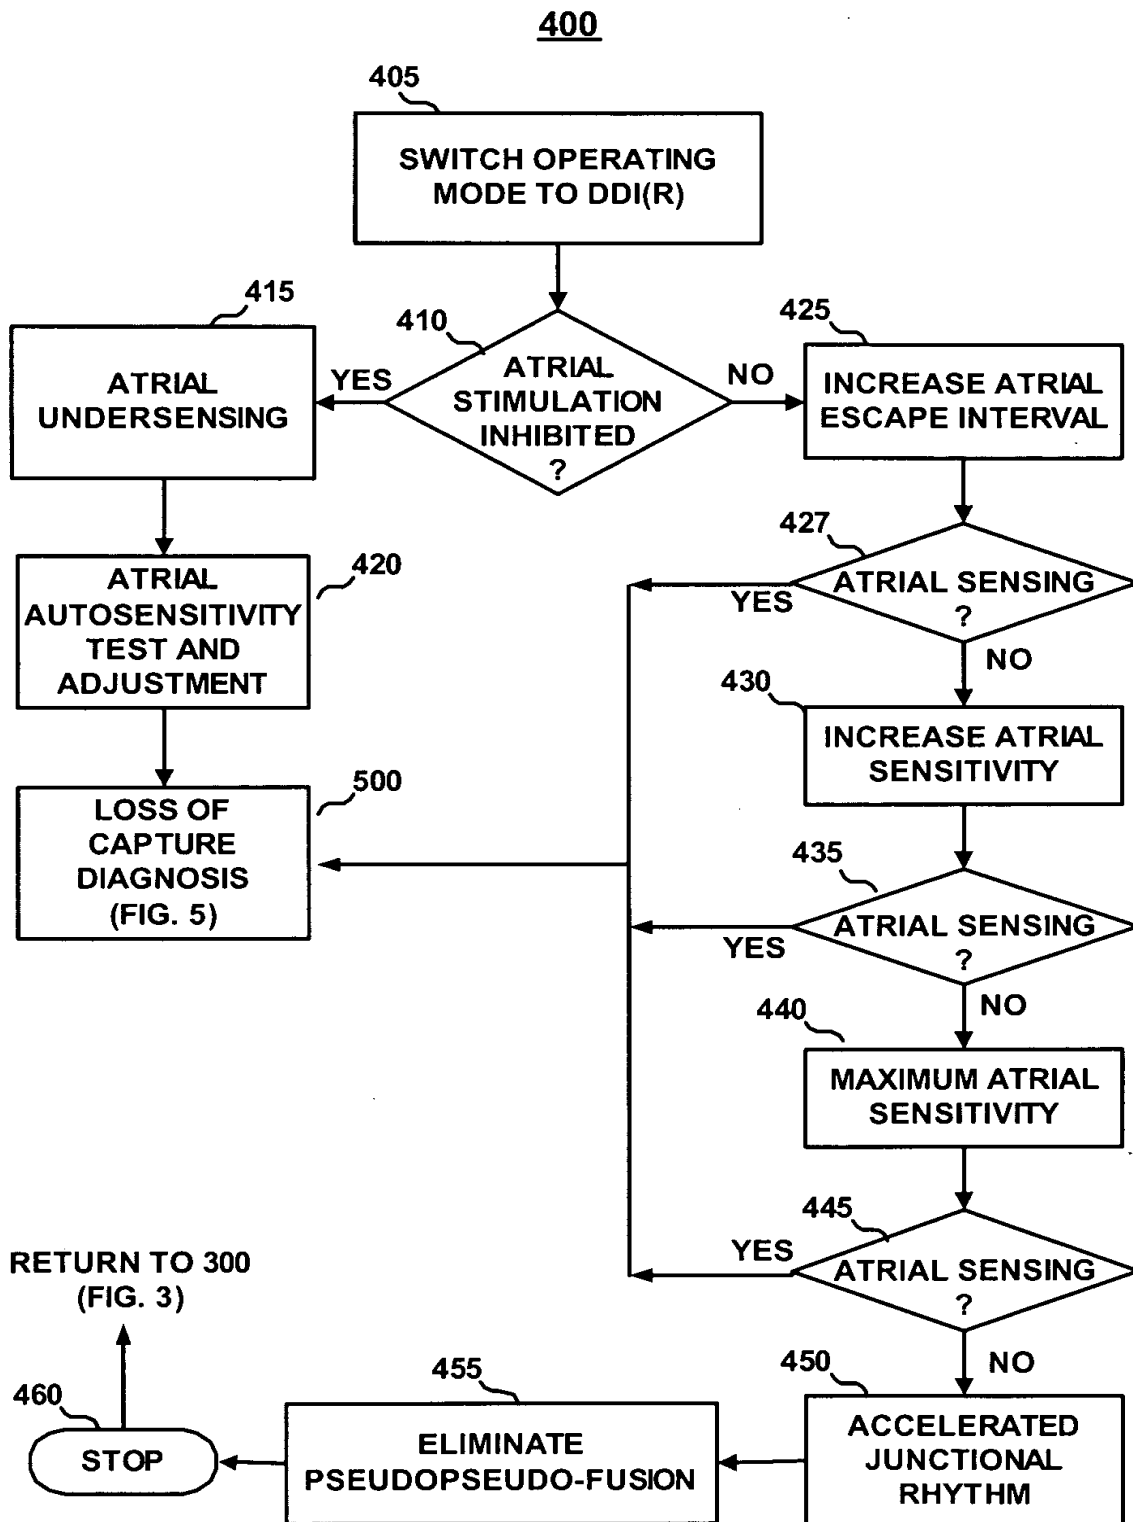 400
405
SWITCH OPERATING
MODE TO DDI(R)
415
ATRIAL
UNDERSENSING
YES
410
ATRIAL
STIMULATION
INHIBITED
?
NO
425
INCREASE ATRIAL
ESCAPE INTERVAL
420
ATRIAL
AUTOSENSITIVITY
TEST AND
ADJUSTMENT
427
ATRIAL SENSING
?
YES
NO
430
INCREASE ATRIAL
SENSITIVITY
500
LOSS OF
CAPTURE
DIAGNOSIS
(FIG. 5)
435
ATRIAL SENSING
?
YES
NO
440
MAXIMUM ATRIAL
SENSITIVITY
445
ATRIAL SENSING
?
YES
NO
450
ACCELERATED
JUNCTIONAL
RHYTHM
455
ELIMINATE
PSEUDOPSEUDO-FUSION
460
STOP
RETURN TO 300
(FIG. 3)